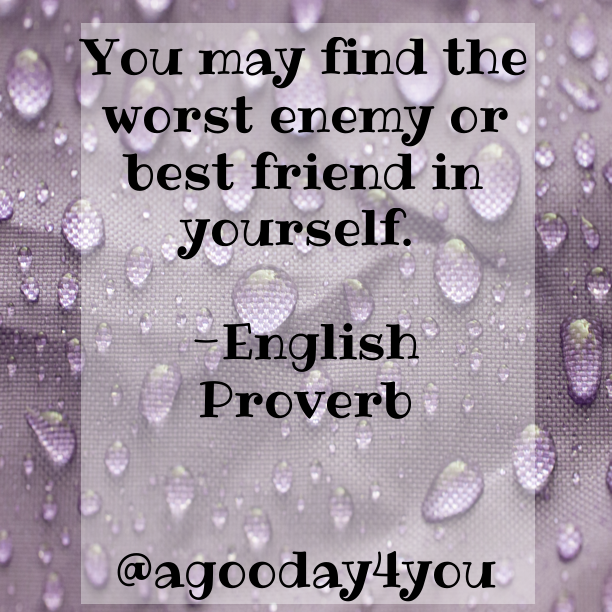 You may find the
worst enemy or
best friend in
yourself.
-English
Proverb
@agooday4you